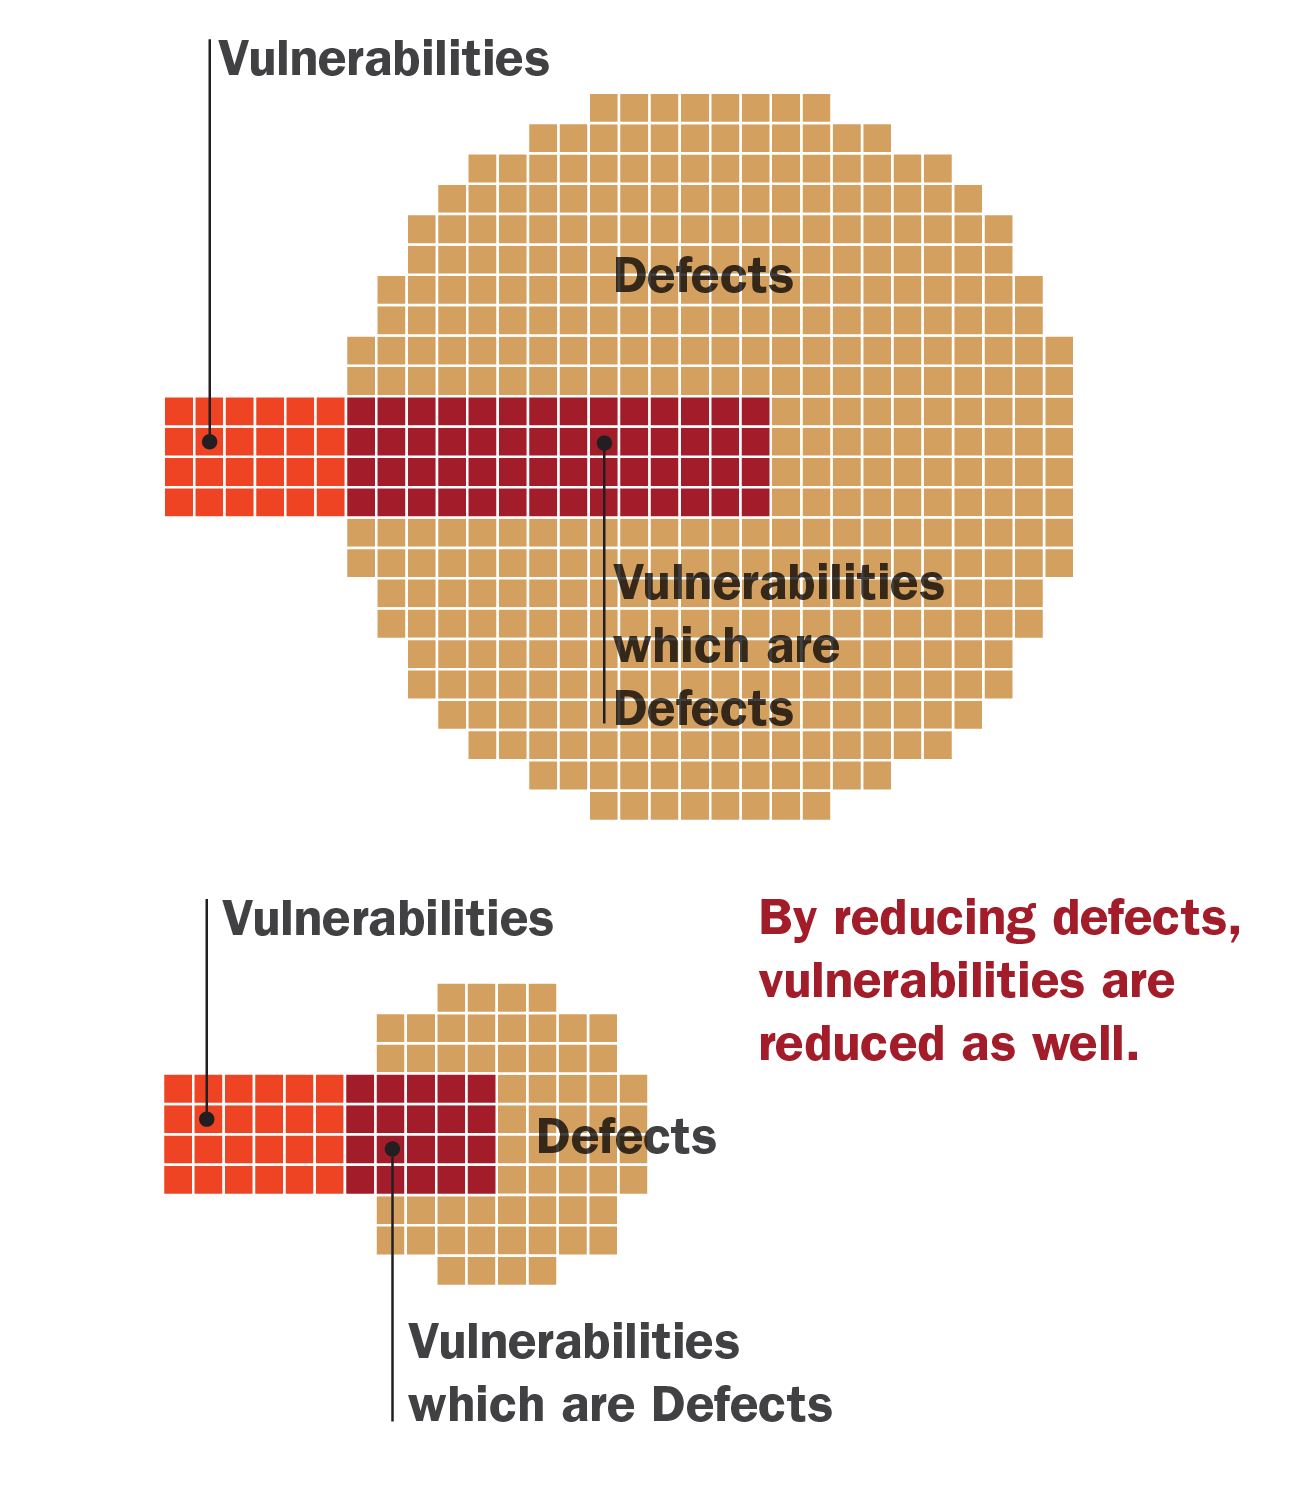 Vulnerabilities
Defects
Vulnerabilities
which are
Defects
Vulnerabilities
By reducing defects,
vulnerabilities are
reduced as well.
Defects
Vulnerabilities
which are Defects